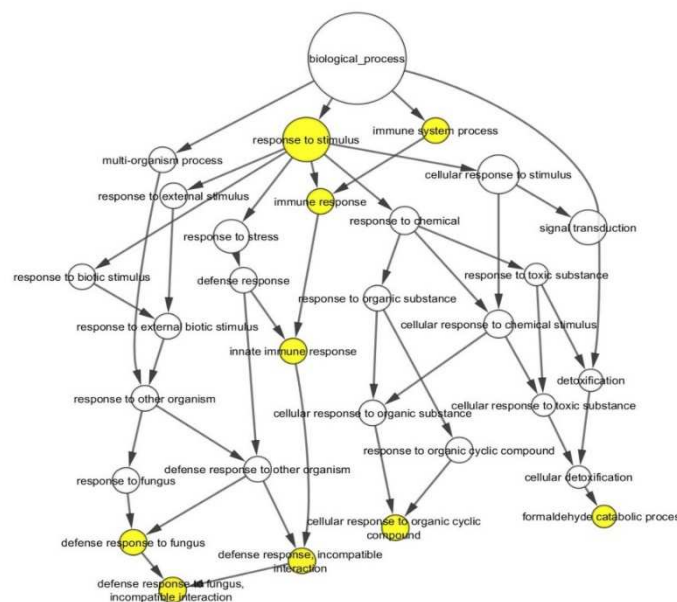 biological_process
immune system process
response to stimulus
multi-organism process
cellular response to stimulus
response to external stimulus
immune response
response to chemical
signal transduction
response to stress
response to biotic stimulus
defense response
response to toxic substance
response to organic substance
response to external biotic stimulus
cellular response to chemical stimulus
innate immune response
detoxification
response to other organism
cellular response to toxic substance
cellular response to organic substance
response to organic cyclic compound
defense response to other organism
response to fungus
cellular detoxification
formaldehyde catabolic process
cellular response to organic cyclic
compound
defense response to fungus
defense response, incompatible
interaction
defense response to fungus,
incompatible interaction